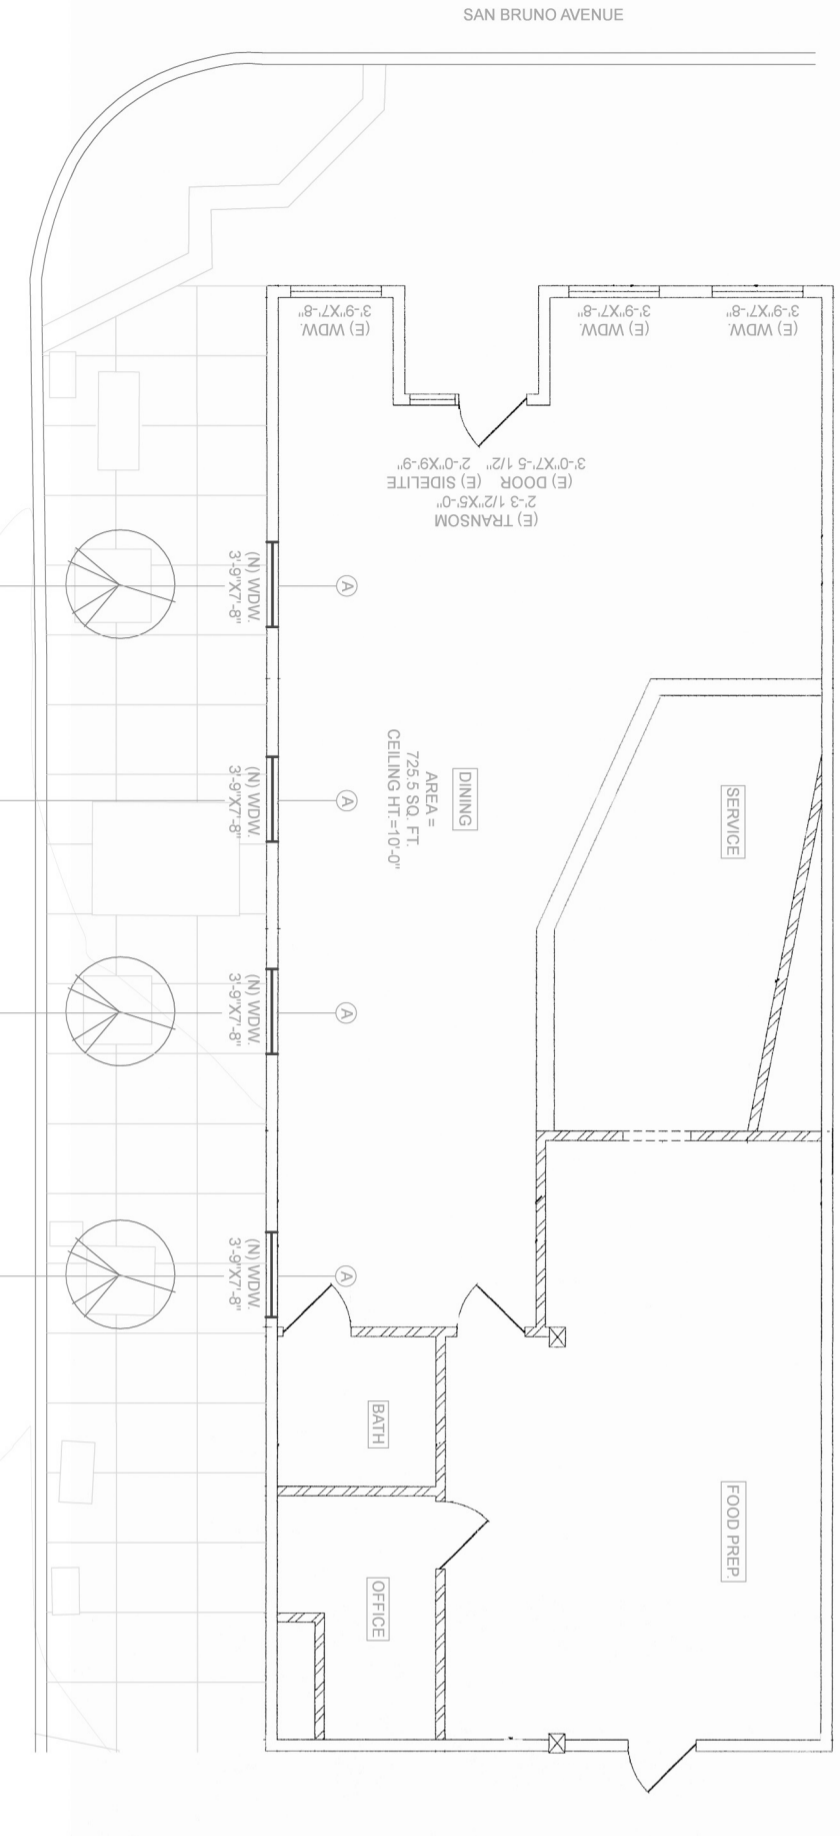 SAN BRUNO AVENUE
(E) WDW.
3'-9"X7'-8"
(E) WDW.
3'-9"X7'-8"
(E) WDW.
3'-9"X7'-8"
(E) TRANSOM
2'-3 1/2"X5'-0"
(E) DOOR (E) SIDELITE
3'-0"X7'-5 1/2" 2'-0"X9'-9"
(N) WDW.
3'-9"X7'-8"
A
DINING
AREA =
725.5 SQ. FT.
CEILING HT.=10'-0"
SERVICE
(N) WDW.
3'-9"X7'-8"
A
(N) WDW.
3'-9"X7'-8"
A
(N) WDW.
3'-9"X7'-8"
A
BATH
OFFICE
FOOD PREP.